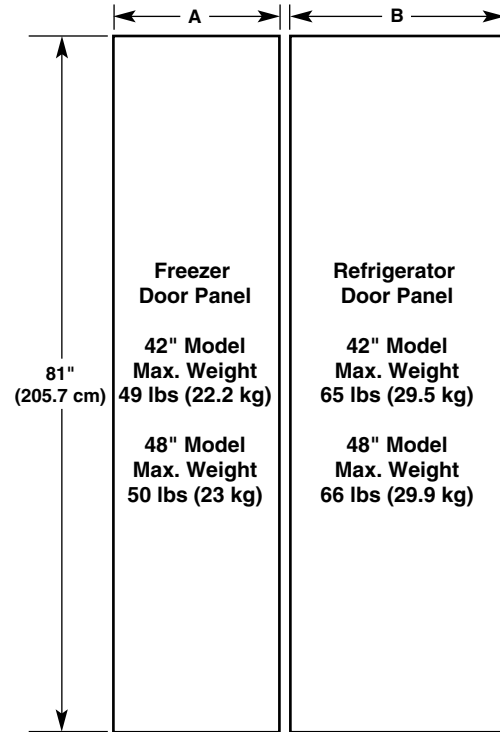 A
B
81"
(205.7 cm)
Freezer
Door Panel
42" Model
Max. Weight
49 lbs (22.2 kg)
48" Model
Max. Weight
50 lbs (23 kg)
Refrigerator
Door Panel
42" Model
Max. Weight
65 lbs (29.5 kg)
48" Model
Max. Weight
66 lbs (29.9 kg)